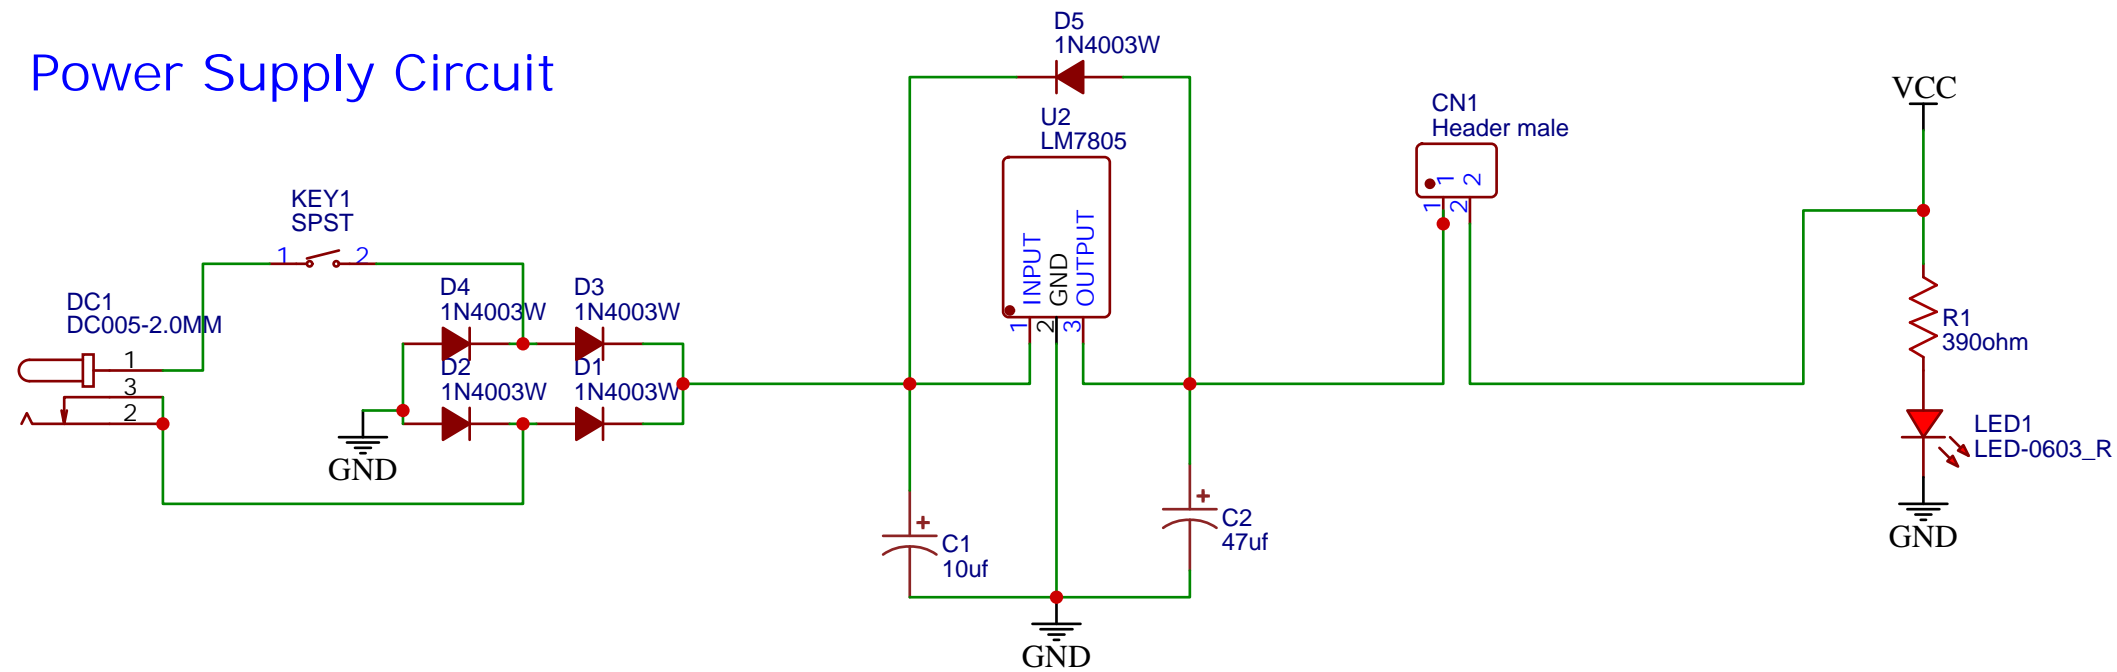 Power Supply Circuit
D5
1N4003W
U2
LM7805
INPUT
GND
OUTPUT
1
2
3
CN1
Header male
1
2
1
2
VCC
KEY1
SPST
1
2
DC1
DC005-2.0MM
1
3
2
D4
1N4003W
D3
1N4003W
D2
1N4003W
D1
1N4003W
GND
C1
10uf
C2
47uf
GND
R1
390ohm
LED1
LED-0603_R
GND